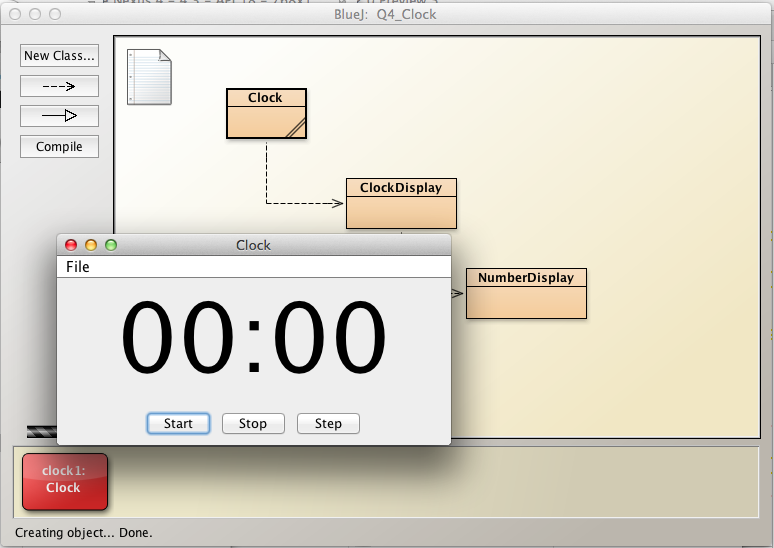 BlueJ: Q4_Clock
New Class...
Compile
Clock
ClockDisplay
NumberDisplay
Clock
File
00:00
Start Stop Step
clock1:
Clock
Creating object... Done.